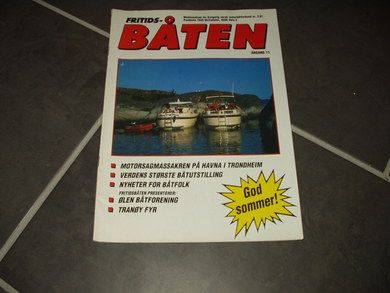 FRITIDS-
BÅTEN
ÅRGANG 11
MOTORSAGMASSAKREN PÅ HAVNA I TRONDHEIM
VERDENS STØRSTE BÅTUTSTILLING
NYHETER FOR BÅTFOLK
FRITIDSBÅTEN PRESENTERER:
ØLEN BÅTFORENING
TRANØY FYR
God
sommer!